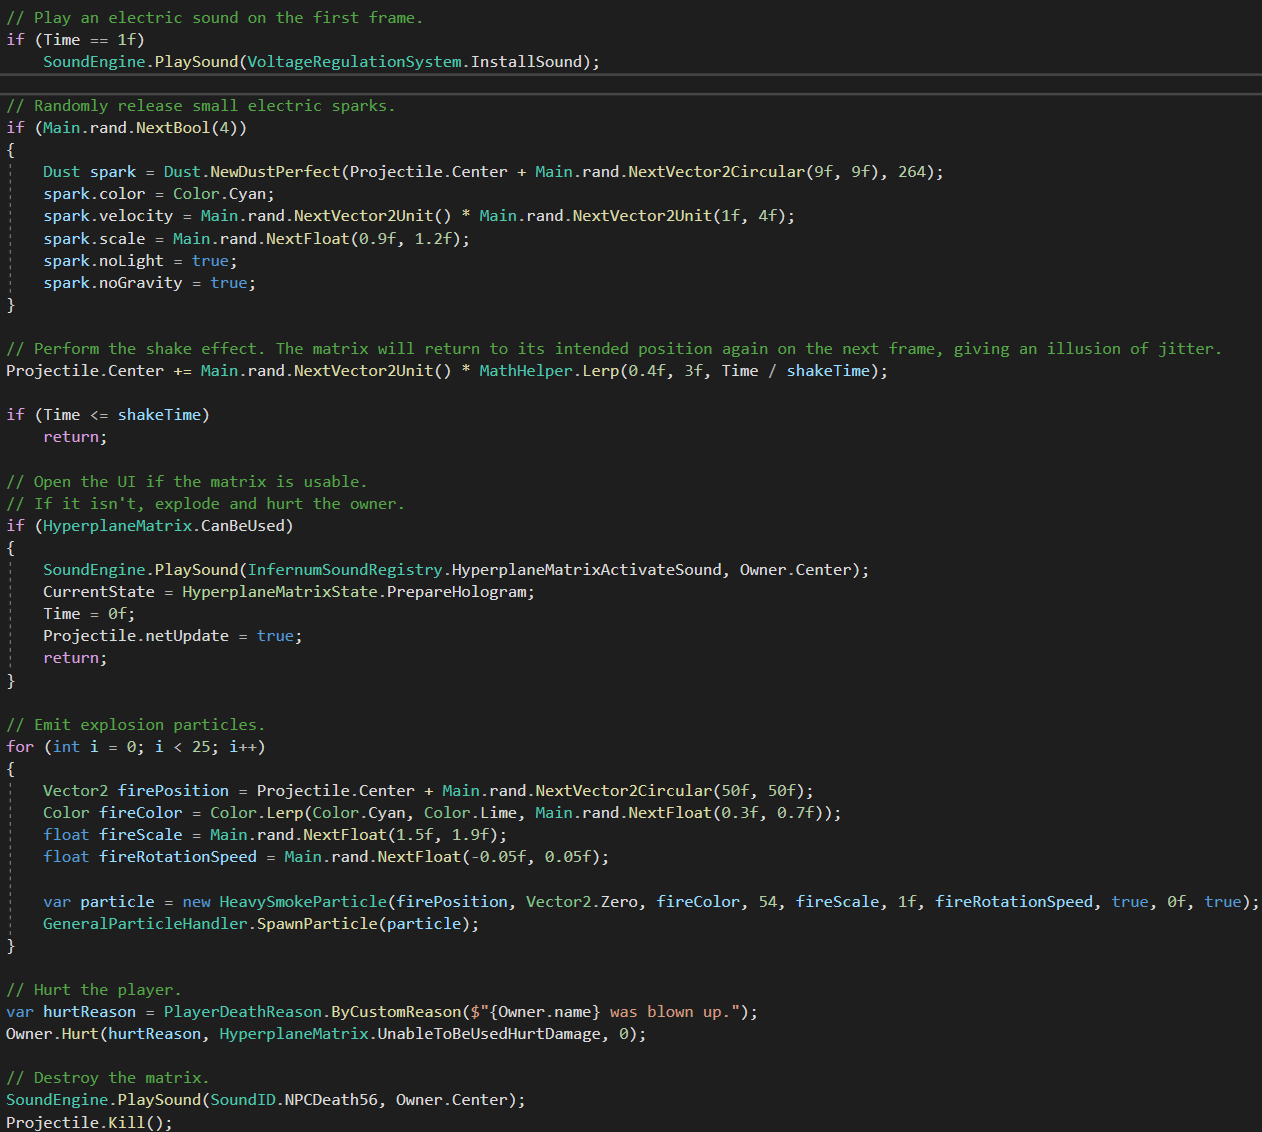 // Play an electric sound on the first frame.
if (Time == 1f)
    SoundEngine.PlaySound(VoltageRegulationSystem.InstallSound);
// Randomly release small electric sparks.
if (Main.rand.NextBool(4))
{
    Dust spark = Dust.NewDustPerfect(Projectile.Center + Main.rand.NextVector2Circular(9f, 9f), 264);
    spark.color = Color.Cyan;
    spark.velocity = Main.rand.NextVector2Unit() * Main.rand.NextVector2Unit(1f, 4f);
    spark.scale = Main.rand.NextFloat(0.9f, 1.2f);
    spark.noLight = true;
    spark.noGravity = true;
}
// Perform the shake effect. The matrix will return to its intended position again on the next frame, giving an illusion of jitter.
Projectile.Center += Main.rand.NextVector2Unit() * MathHelper.Lerp(0.4f, 3f, Time / shakeTime);
if (Time <= shakeTime)
    return;
// Open the UI if the matrix is usable.
// If it isn't, explode and hurt the owner.
if (HyperplaneMatrix.CanBeUsed)
{
    SoundEngine.PlaySound(InfernumSoundRegistry.HyperplaneMatrixActivateSound, Owner.Center);
    CurrentState = HyperplaneMatrixState.PrepareHologram;
    Time = 0f;
    Projectile.netUpdate = true;
    return;
}
// Emit explosion particles.
for (int i = 0; i < 25; i++)
{
    Vector2 firePosition = Projectile.Center + Main.rand.NextVector2Circular(50f, 50f);
    Color fireColor = Color.Lerp(Color.Cyan, Color.Lime, Main.rand.NextFloat(0.3f, 0.7f));
    float fireScale = Main.rand.NextFloat(1.5f, 1.9f);
    float fireRotationSpeed = Main.rand.NextFloat(-0.05f, 0.05f);
    var particle = new HeavySmokeParticle(firePosition, Vector2.Zero, fireColor, 54, fireScale, 1f, fireRotationSpeed, true, 0f, true);
    GeneralParticleHandler.SpawnParticle(particle);
}
// Hurt the player.
var hurtReason = PlayerDeathReason.ByCustomReason($"{Owner.name} was blown up.");
Owner.Hurt(hurtReason, HyperplaneMatrix.UnableToBeUsedHurtDamage, 0);
// Destroy the matrix.
SoundEngine.PlaySound(SoundID.NPCDeath56, Owner.Center);
Projectile.Kill();